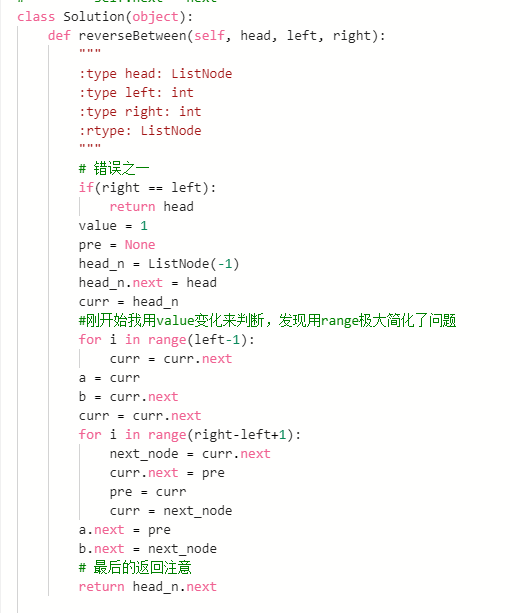 class Solution(object):
    def reverseBetween(self, head, left, right):
        """
        :type head: ListNode
        :type left: int
        :type right: int
        :rtype: ListNode
        """
        # 错误之一
        if(right == left):
            return head
        value = 1
        pre = None
        head_n = ListNode(-1)
        head_n.next = head
        curr = head_n
        #刚开始我用value变化来判断，发现用range极大简化了问题
        for i in range(left-1):
            curr = curr.next
        a = curr
        b = curr.next
        curr = curr.next
        for i in range(right-left+1):
            next_node = curr.next
            curr.next = pre
            pre = curr
            curr = next_node
        a.next = pre
        b.next = next_node
        # 最后的返回注意
        return head_n.next